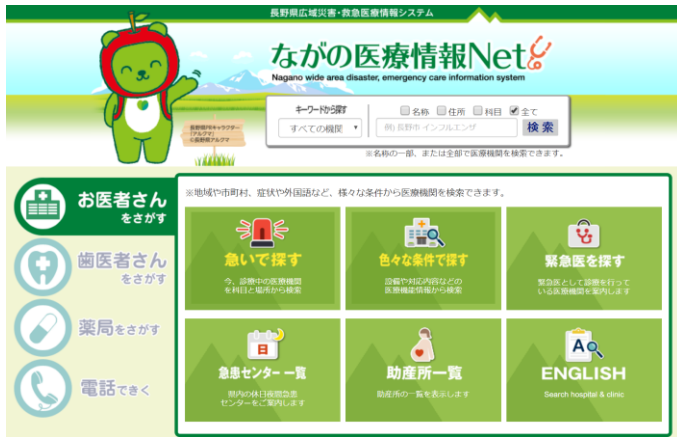 長野県広域災害・救急医療情報システム
ながの医療情報Net
Nagano wide area disaster, emergency care information system
キーワードから探す
名称 住所 科目 全て
すべての機関
例) 長野市 インフルエンザ
検索
※名称の一部、または全部で医療機関を検索できます。
長野県PRキャラクター
「アルクマ」
©長野県アルクマ
お医者さん
をさがす
歯医者さん
をさがす
薬局をさがす
電話できく
※地域や市町村、症状や外国語など、様々な条件から医療機関を検索できます。
急いで探す
今、診療中の医療機関
を科目と場所から検索
色々な条件で探す
設備や対応内容などの
医療機能情報から検索
緊急医を探す
緊急医として診療を行って
いる医療機関を案内します
急患センター 一覧
県内の休日夜間急患
センターをご案内します
助産所一覧
助産所の一覧を表示します
ENGLISH
Search hospital & clinic